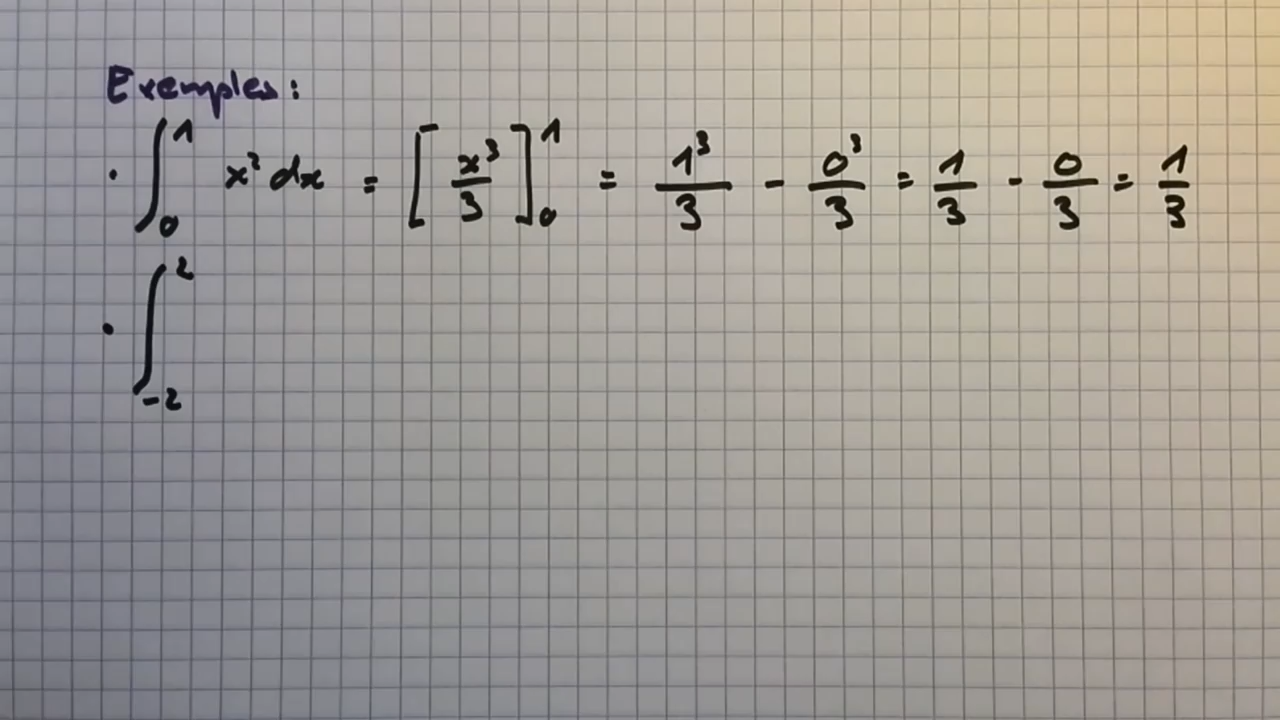 Exemples:
· ∫₀¹ x² dx = [x³/3]₀¹ = 1³/3 - 0³/3 = 1/3 - 0/3 = 1/3
· ∫₋₂²